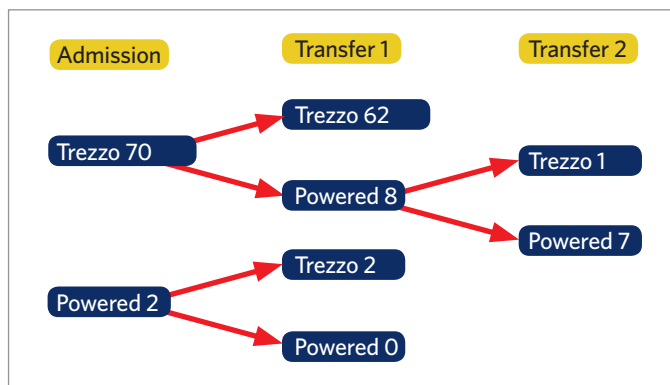 Admission
Transfer 1
Transfer 2
Trezzo 70
Trezzo 62
Powered 8
Trezzo 1
Powered 7
Powered 2
Trezzo 2
Powered 0